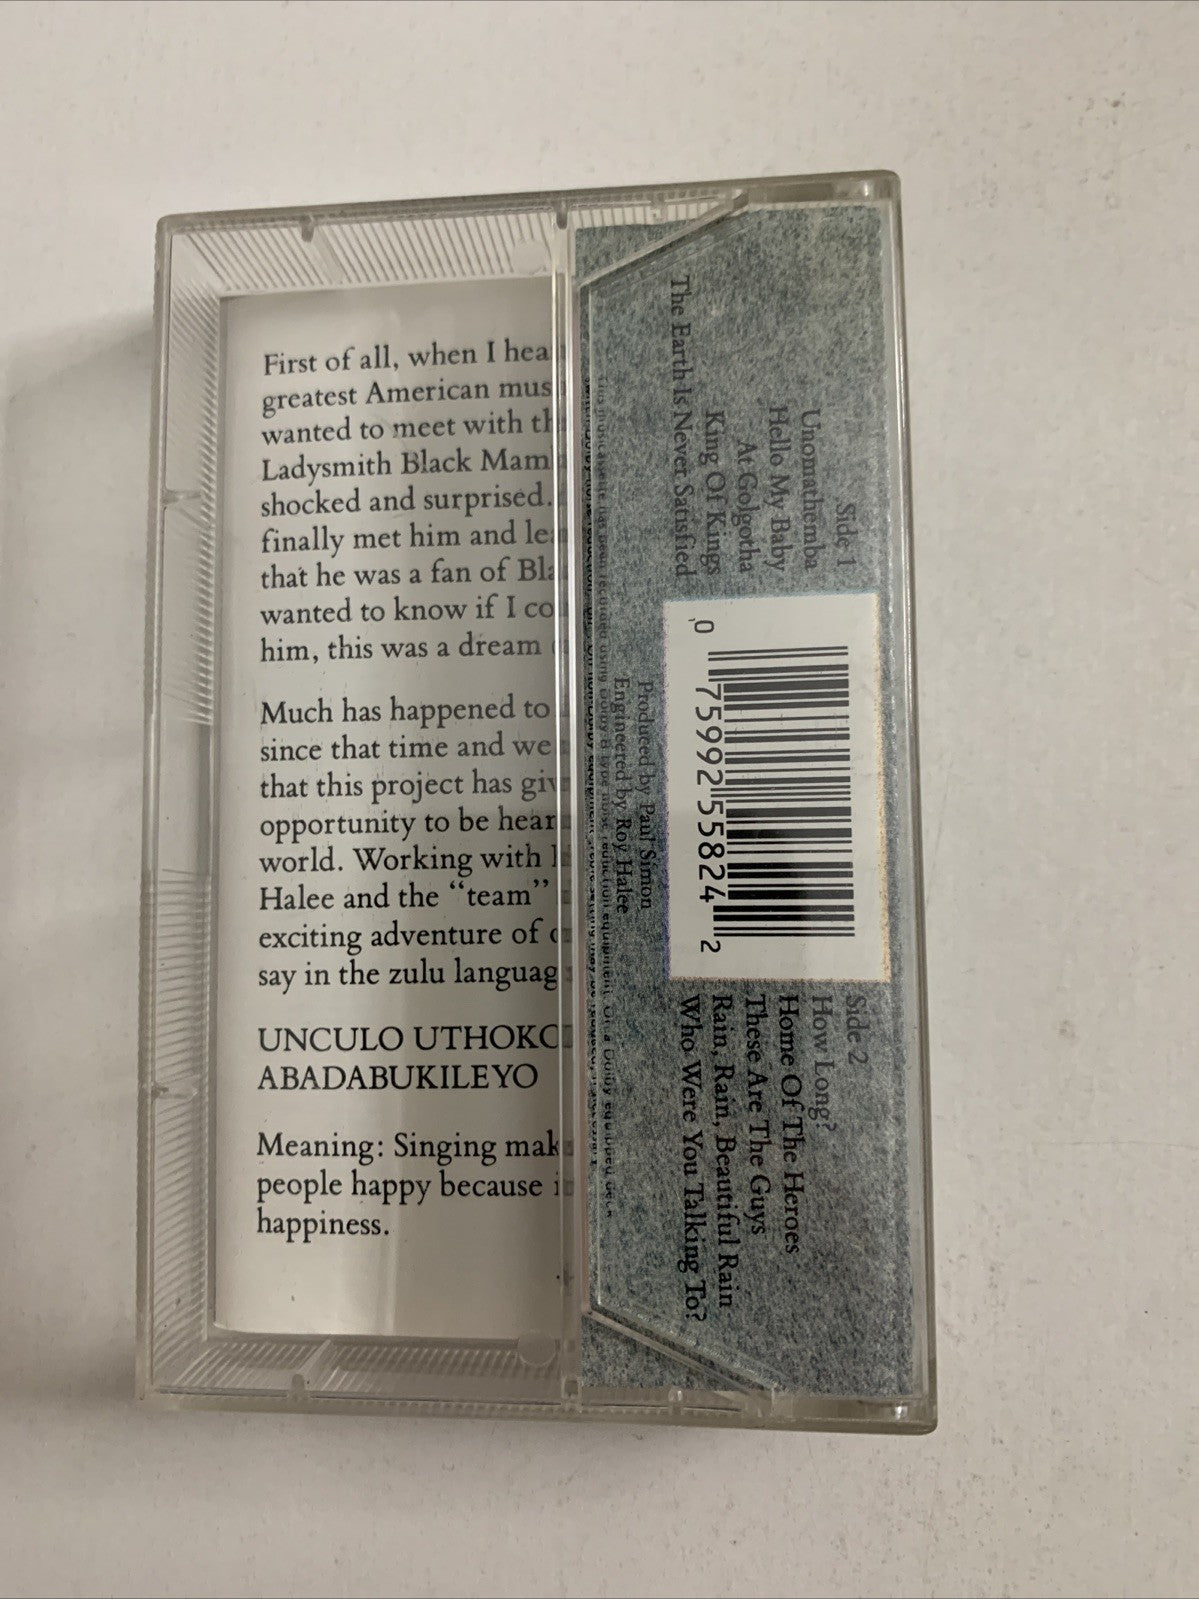 First of all, when I hea
greatest American mus
wanted to meet with th
Ladysmith Black Mam
shocked and surprised.
finally met him and lea
that he was a fan of Bla
wanted to know if I co
him, this was a dream
Much has happened to
since that time and we
that this project has giv
opportunity to be hear
world. Working with
Halee and the “team”
exciting adventure of
say in the zulu languag
UNCULO UTHOKO
ABADABUKILEYO
Meaning: Singing mak
people happy because i
happiness.
Side 1
Unomathemba
Hello My Baby
At Golgotha
King Of Kings
The Earth Is Never Satisfied
0 75992 55824 2
Side 2
How Long?
Home Of The Heroes
These Are The Guys
Rain, Rain, Beautiful Rain
Who Were You Talking To?
Produced by Paul Simon
Engineered by Roy Halee